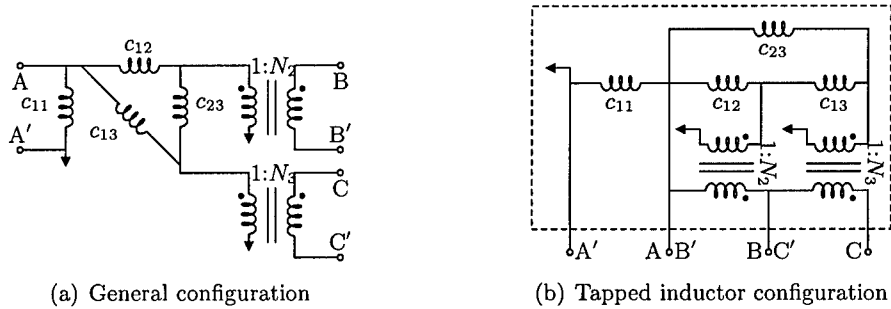 c₁₂
A
1:N₂
B
c₁₁
c₂₃
A′
c₁₃
B′
1:N₃
C
C′
(a) General configuration
c₂₃
c₁₁
c₁₂
c₁₃
1:N₂
1:N₃
A′
A
B′
B
C′
C
(b) Tapped inductor configuration